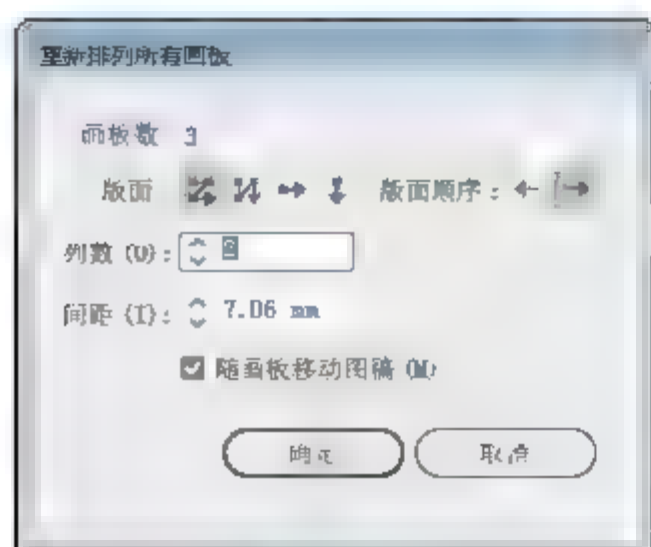 重新排列所有画板
画板数 3
版面 版面顺序：
列数 (O)： 2
间距 (I)： 7.06 mm
随画板移动图稿 (M)
确定 取消